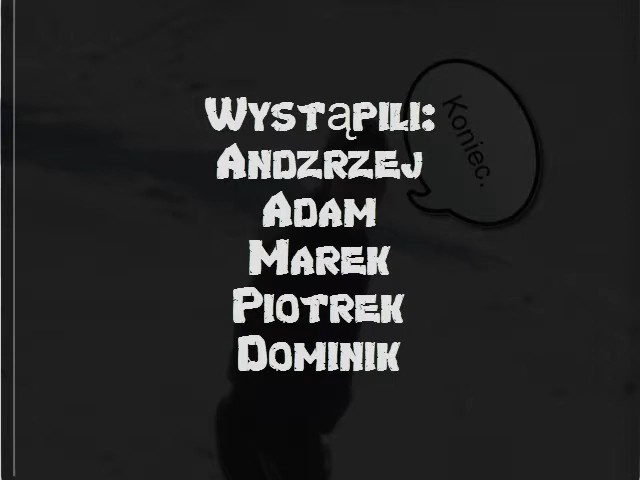 Wystąpili:
Andzrzej
Adam
Marek
Piotrek
Dominik
Koniec.